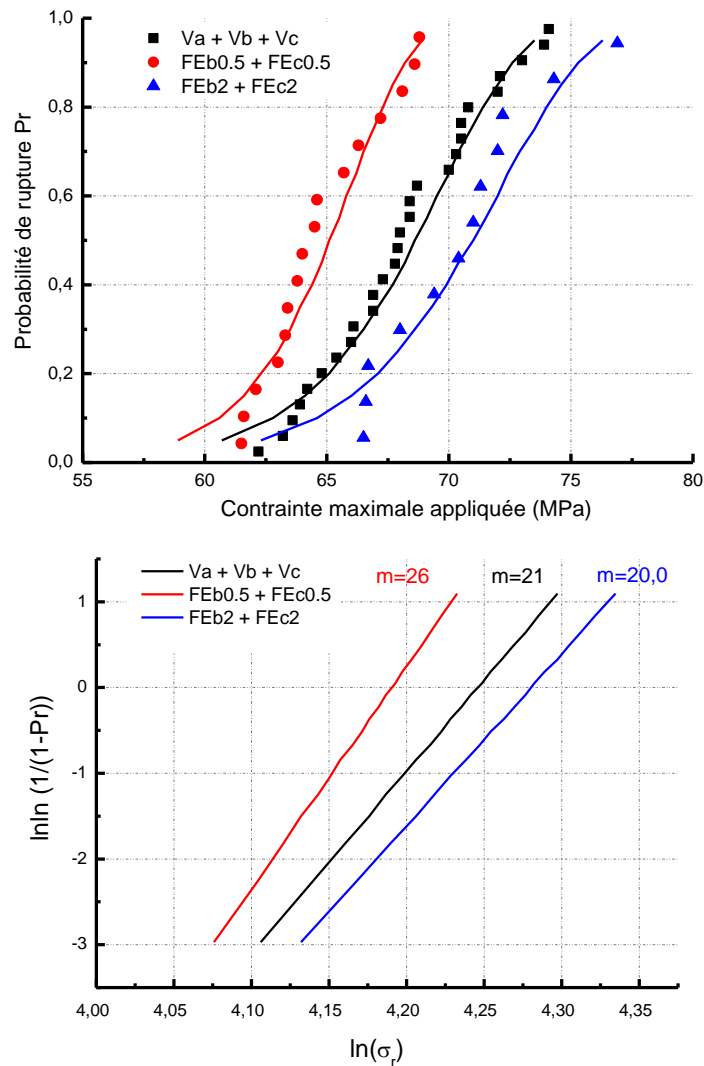 1,0
0,8
0,6
0,4
0,2
0,0
Probabilité de rupture Pr
Va + Vb + Vc
FEb0.5 + FEc0.5
FEb2 + FEc2
55
60
65
70
75
80
Contrainte maximale appliquée (MPa)
Va + Vb + Vc
FEb0.5 + FEc0.5
FEb2 + FEc2
m=26
m=21
m=20,0
1
0
-1
-2
-3
lnln (1/(1-Pr))
4,00
4,05
4,10
4,15
4,20
4,25
4,30
4,35
ln(σr)